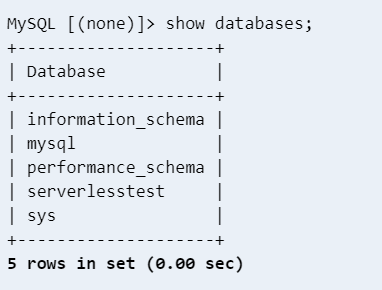 MySQL [(none)]> show databases;
+--------------------+
| Database           |
+--------------------+
| information_schema |
| mysql              |
| performance_schema |
| serverlesstest     |
| sys                |
+--------------------+
5 rows in set (0.00 sec)